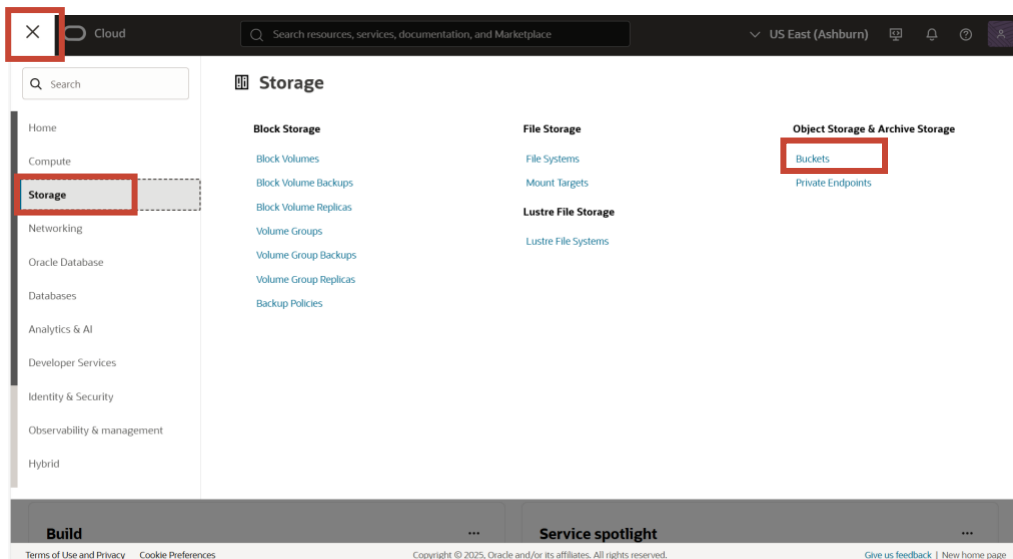 Cloud
Search resources, services, documentation, and Marketplace
US East (Ashburn)
Search
Home
Compute
Storage
Networking
Oracle Database
Databases
Analytics & AI
Developer Services
Identity & Security
Observability & management
Hybrid
Storage
Block Storage
Block Volumes
Block Volume Backups
Block Volume Replicas
Volume Groups
Volume Group Backups
Volume Group Replicas
Backup Policies
File Storage
File Systems
Mount Targets
Lustre File Storage
Lustre File Systems
Object Storage & Archive Storage
Buckets
Private Endpoints
Build
Service spotlight
Terms of Use and Privacy Cookie Preferences
Copyright © 2025, Oracle and/or its affiliates. All rights reserved.
Give us feedback | New home page